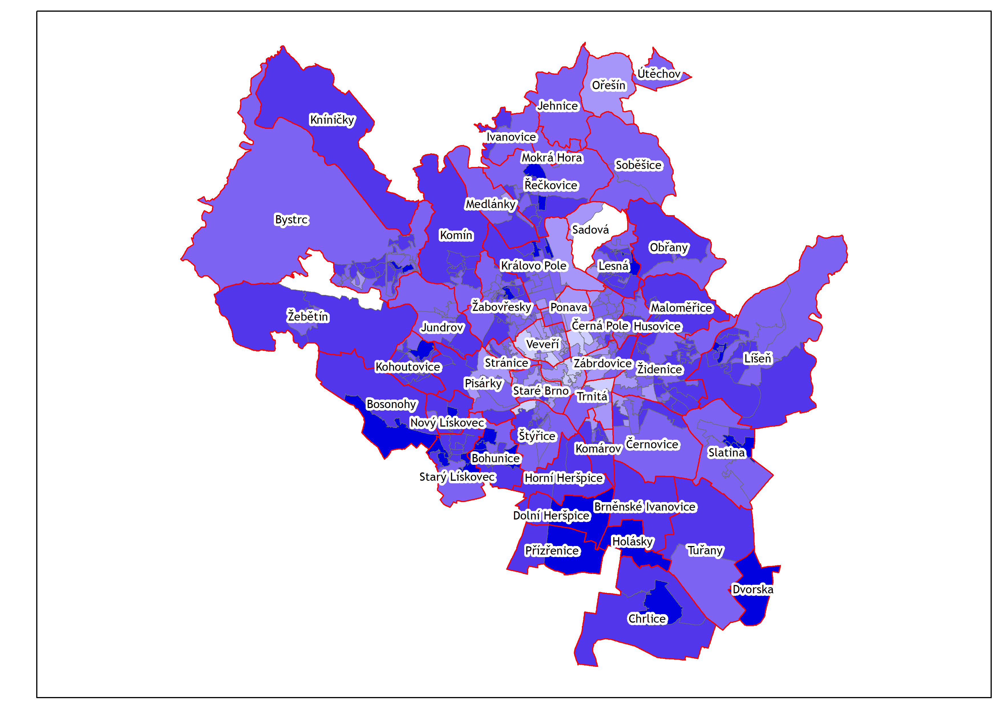 Útěchov
Ořešín
Jehnice
Kníničky
Ivanovice
Mokrá Hora
Soběšice
Řečkovice
Medlánky
Bystrc
Sadová
Komín
Obřany
Královo Pole
Lesná
Žabovřesky
Ponava
Maloměřice
Žebětín
Jundrov
Černá Pole
Husovice
Veveří
Líšeň
Stránice
Zábrdovice
Kohoutovice
Židenice
Pisárky
Staré Brno
Trnitá
Bosonohy
Nový Lískovec
Štýřice
Komárov
Černovice
Slatina
Bohunice
Starý Lískovec
Horní Heršpice
Brněnské Ivanovice
Dolní Heršpice
Holásky
Přízřenice
Tuřany
Dvorska
Chrlice